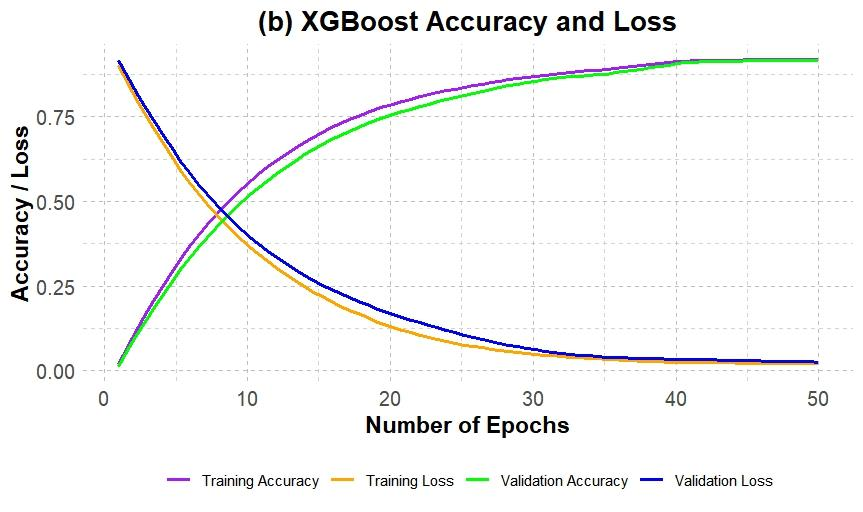 (b) XGBoost Accuracy and Loss
Accuracy / Loss
0.75
0.50
0.25
0.00
0 10 20 30 40 50
Number of Epochs
Training Accuracy Training Loss Validation Accuracy Validation Loss